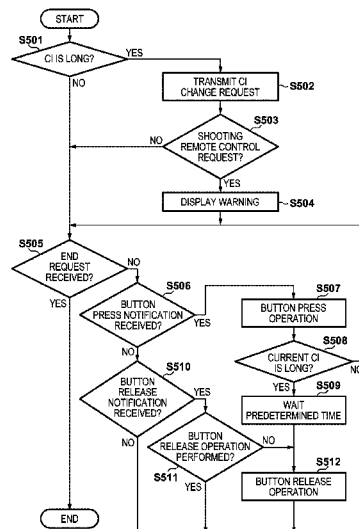 START
S501
CI IS LONG?
YES
NO
TRANSMIT CI
CHANGE REQUEST
S502
S503
SHOOTING
REMOTE CONTROL
REQUEST?
NO
YES
DISPLAY WARNING
S504
S505
END
REQUEST
RECEIVED?
NO
YES
S506
BUTTON
PRESS NOTIFICATION
RECEIVED?
YES
NO
S507
BUTTON PRESS
OPERATION
S508
CURRENT CI
IS LONG?
NO
YES
S509
WAIT
PREDETERMINED TIME
S510
BUTTON
RELEASE
NOTIFICATION
RECEIVED?
YES
NO
BUTTON
RELEASE OPERATION
PERFORMED?
NO
S511
YES
S512
BUTTON RELEASE
OPERATION
END